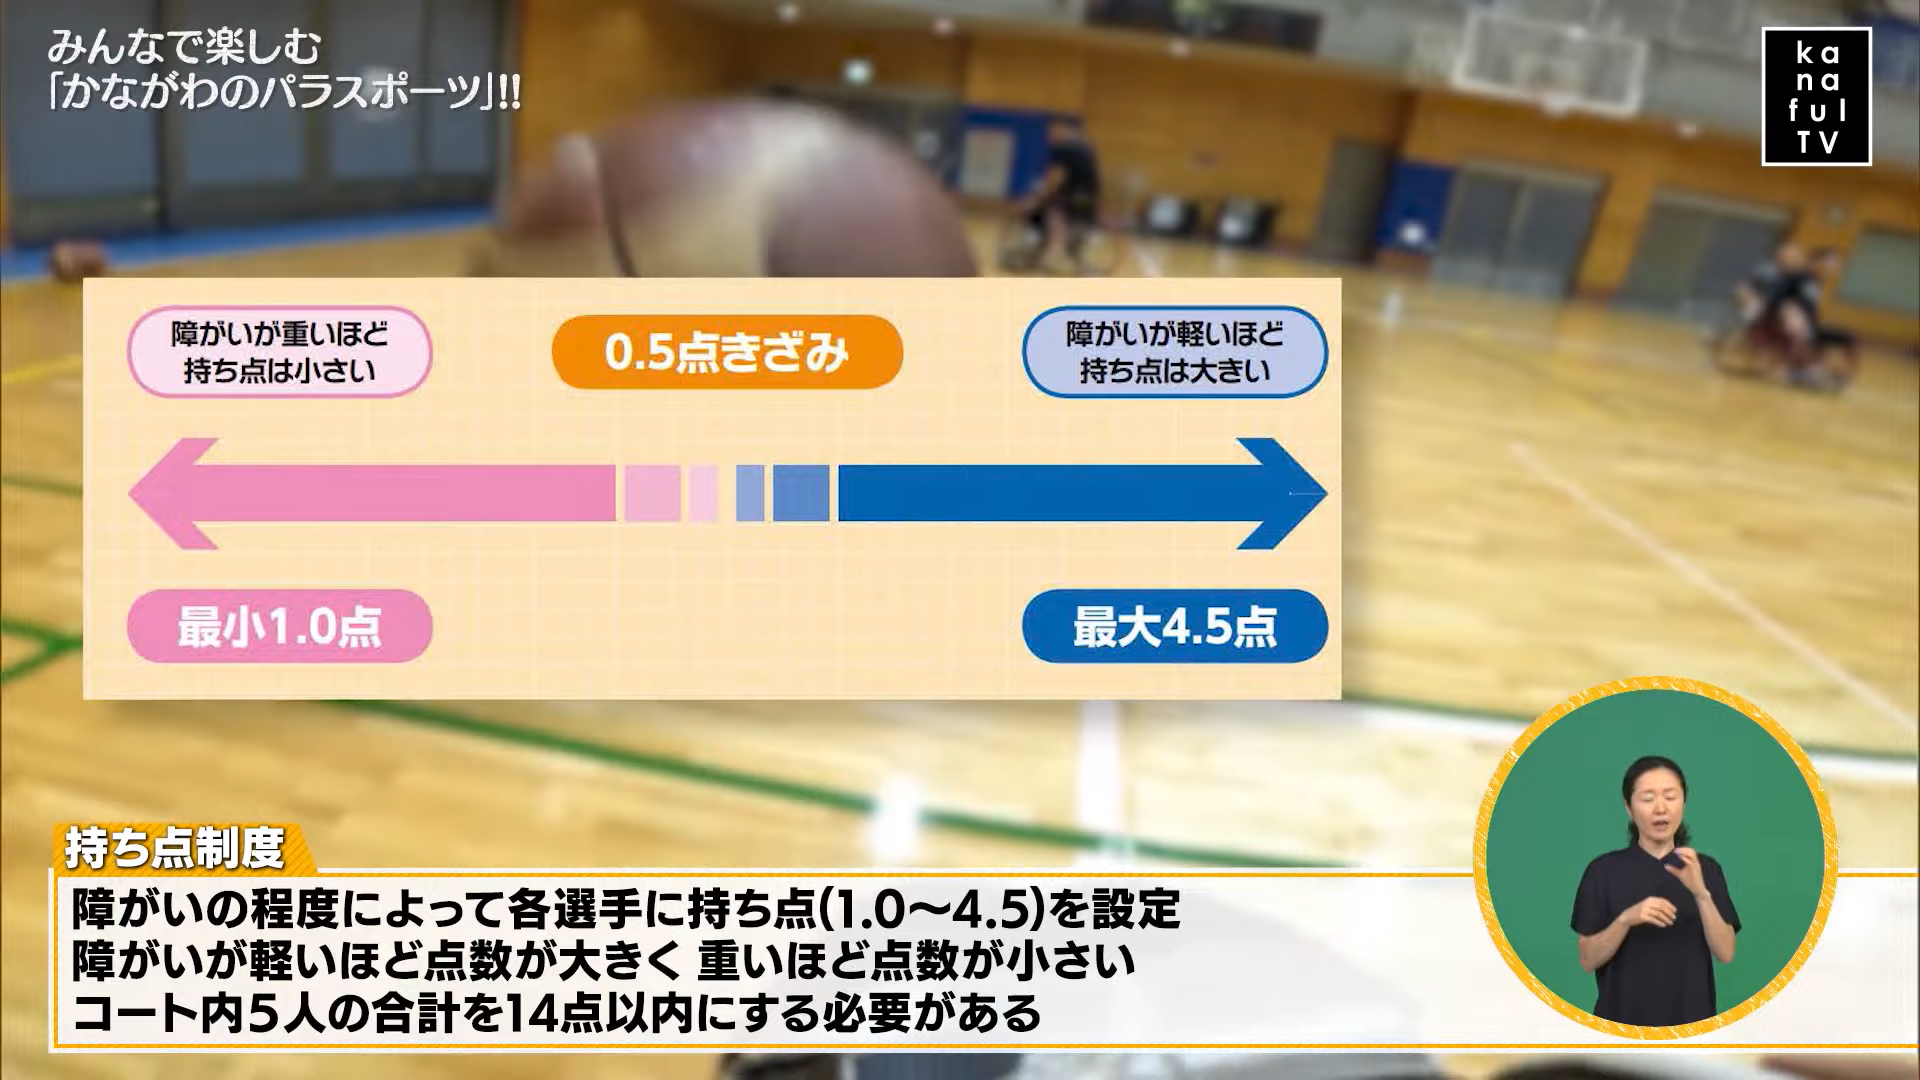 みんなで楽しむ
「かながわのパラスポーツ」!!
ka
na
ful
TV
障がいが重いほど
持ち点は小さい
0.5点きざみ
障がいが軽いほど
持ち点は大きい
最小1.0点
最大4.5点
持ち点制度
障がいの程度によって各選手に持ち点(1.0〜4.5)を設定
障がいが軽いほど点数が大きく 重いほど点数が小さい
コート内5人の合計を14点以内にする必要がある